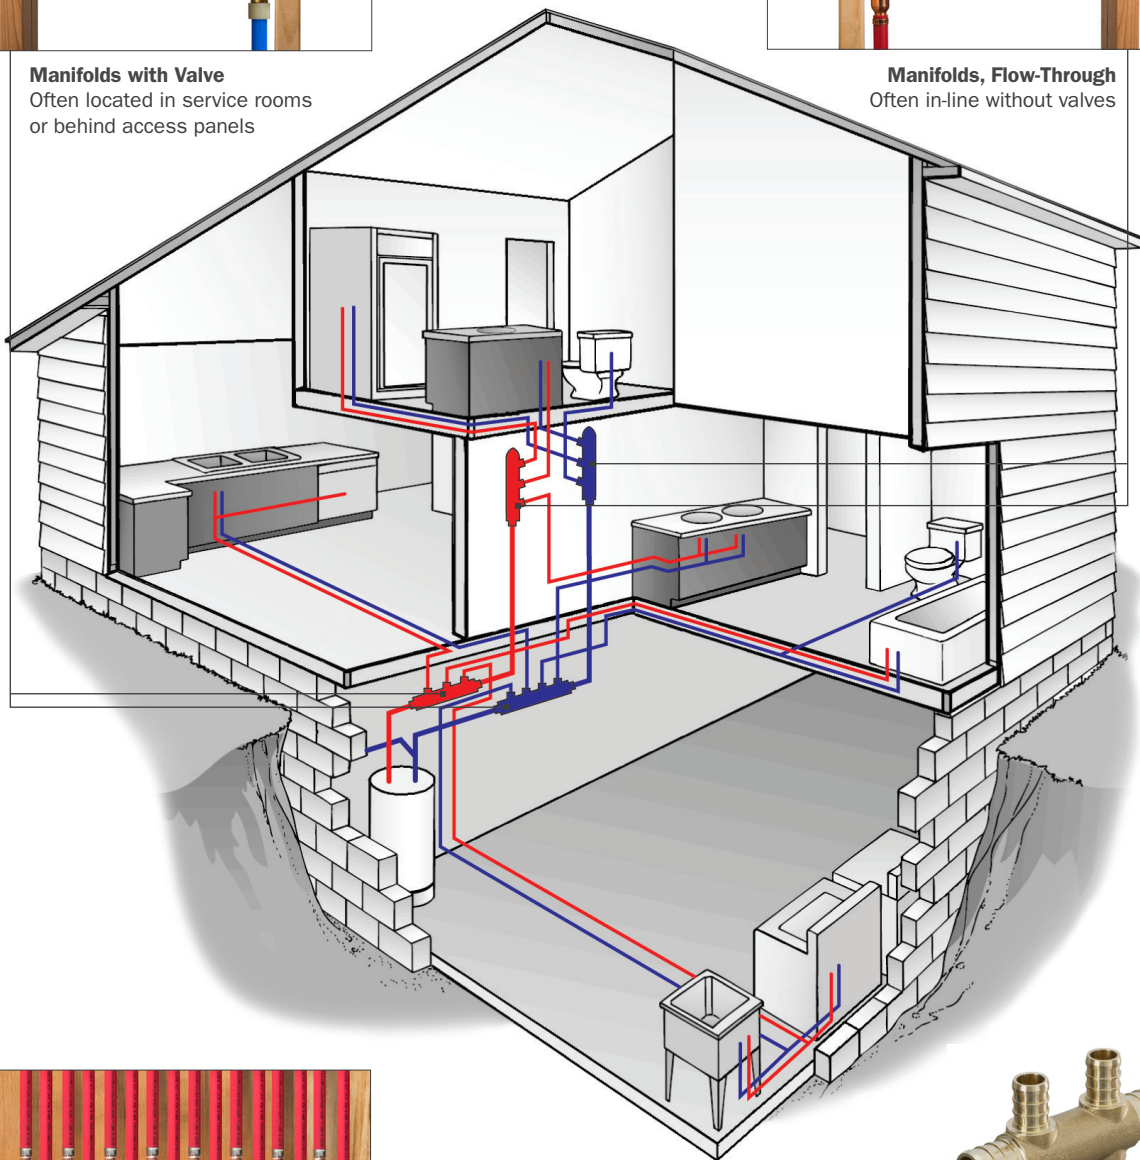 Manifolds with Valve
Often located in service rooms
or behind access panels
Manifolds, Flow-Through
Often in-line without valves